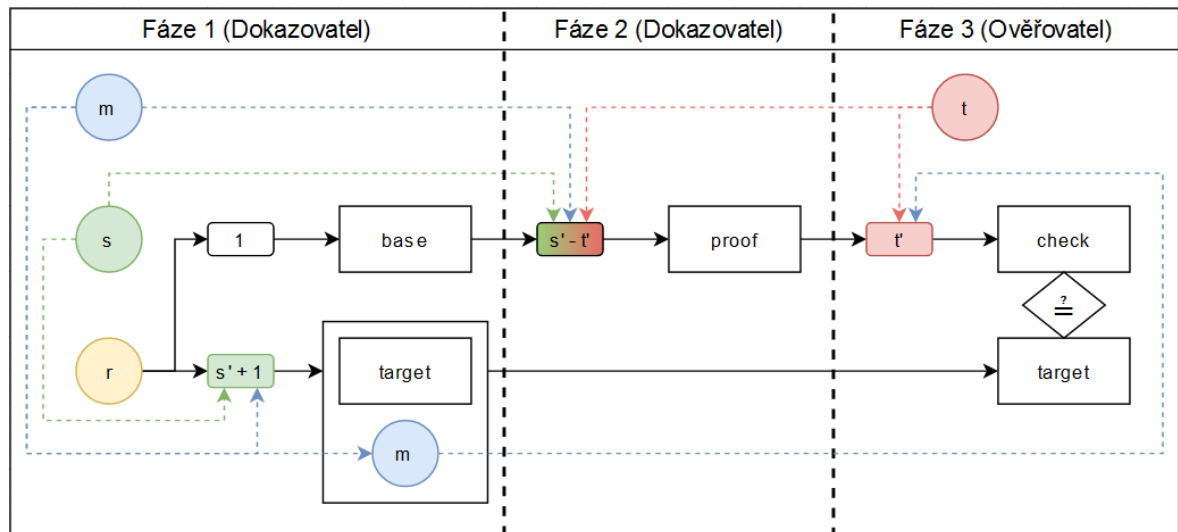 Fáze 1 (Dokazovatel)
Fáze 2 (Dokazovatel)
Fáze 3 (Ověřovatel)
m
t
s
1
base
s' - t'
proof
t'
check
?
=
r
s' + 1
target
target
m